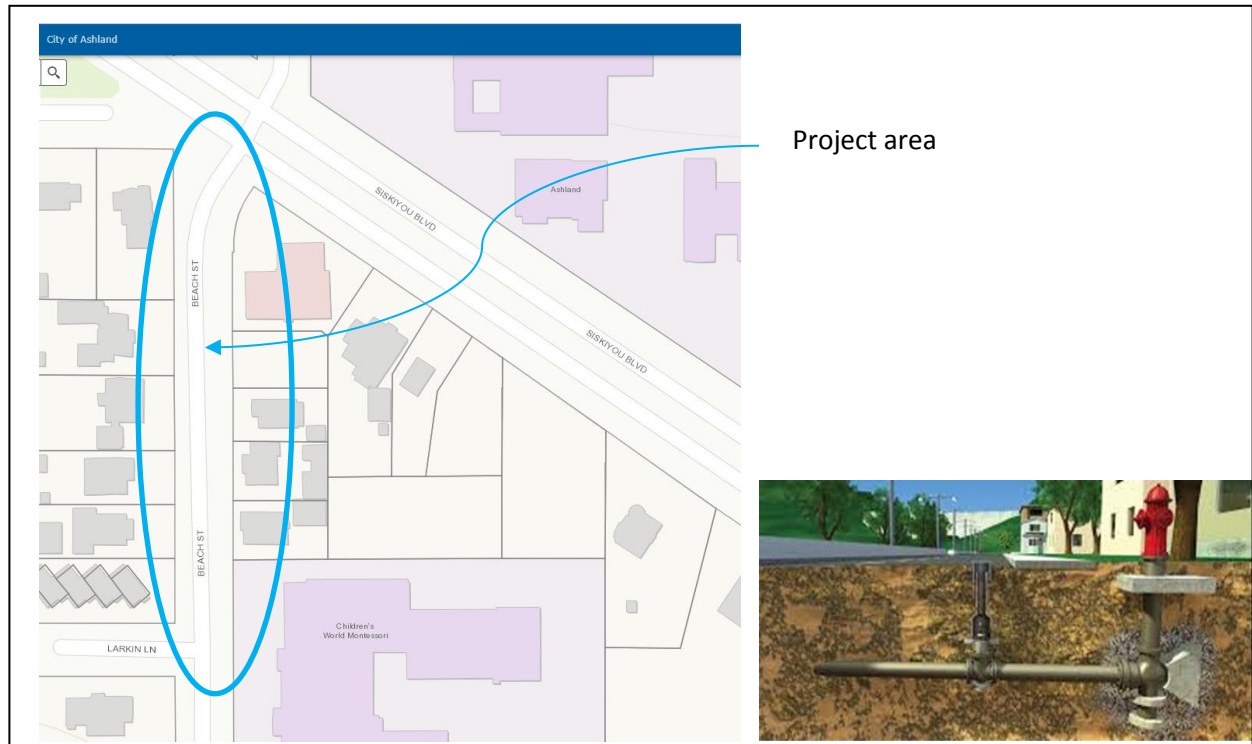 City of Ashland
Project area
Ashland
SISKIYOU BLVD
BEACH ST
SISKIYOU BLVD
BEACH ST
Children's
World Montessori
LARKIN LN